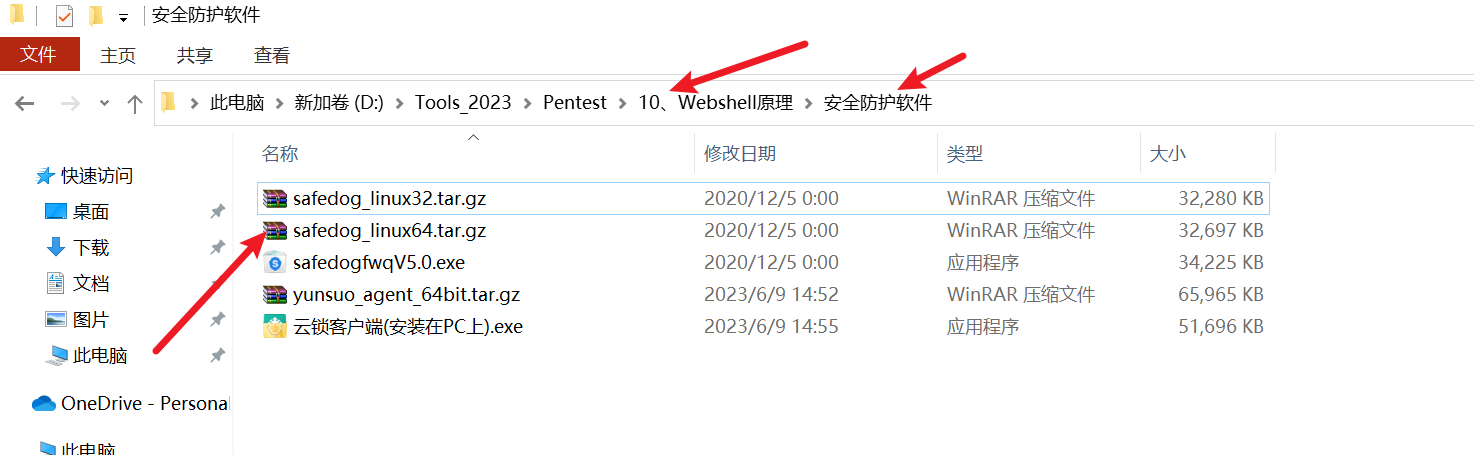 安全防护软件
文件 主页 共享 查看
此电脑 新加卷 (D:) Tools_2023 Pentest 10、Webshell原理 安全防护软件
名称 修改日期 类型 大小
快速访问
桌面
下载
文档
图片
此电脑
OneDrive - Persona
此电脑
safedog_linux32.tar.gz 2020/12/5 0:00 WinRAR 压缩文件 32,280 KB
safedog_linux64.tar.gz 2020/12/5 0:00 WinRAR 压缩文件 32,697 KB
safedogfwqV5.0.exe 2020/12/5 0:00 应用程序 34,225 KB
yunsuo_agent_64bit.tar.gz 2023/6/9 14:52 WinRAR 压缩文件 65,965 KB
云锁客户端(安装在PC上).exe 2023/6/9 14:55 应用程序 51,696 KB